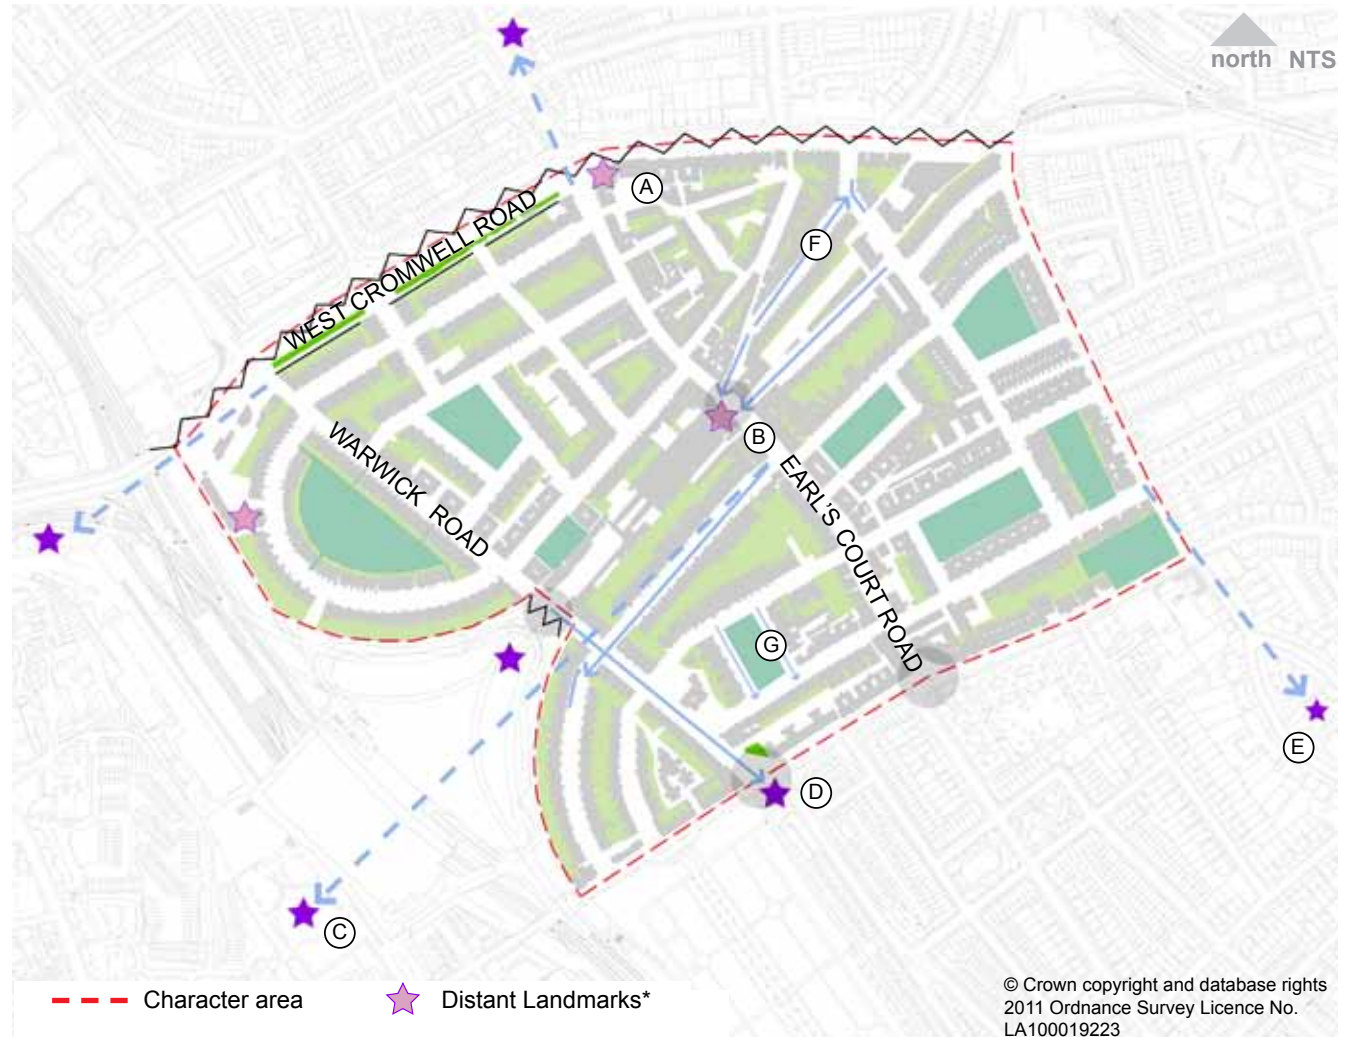 north NTS
A
F
WEST CROMWELL ROAD
WARWICK ROAD
B
EARL'S COURT ROAD
G
E
D
C
Character area
Distant Landmarks*
© Crown copyright and database rights
2011 Ordnance Survey Licence No.
LA100019223